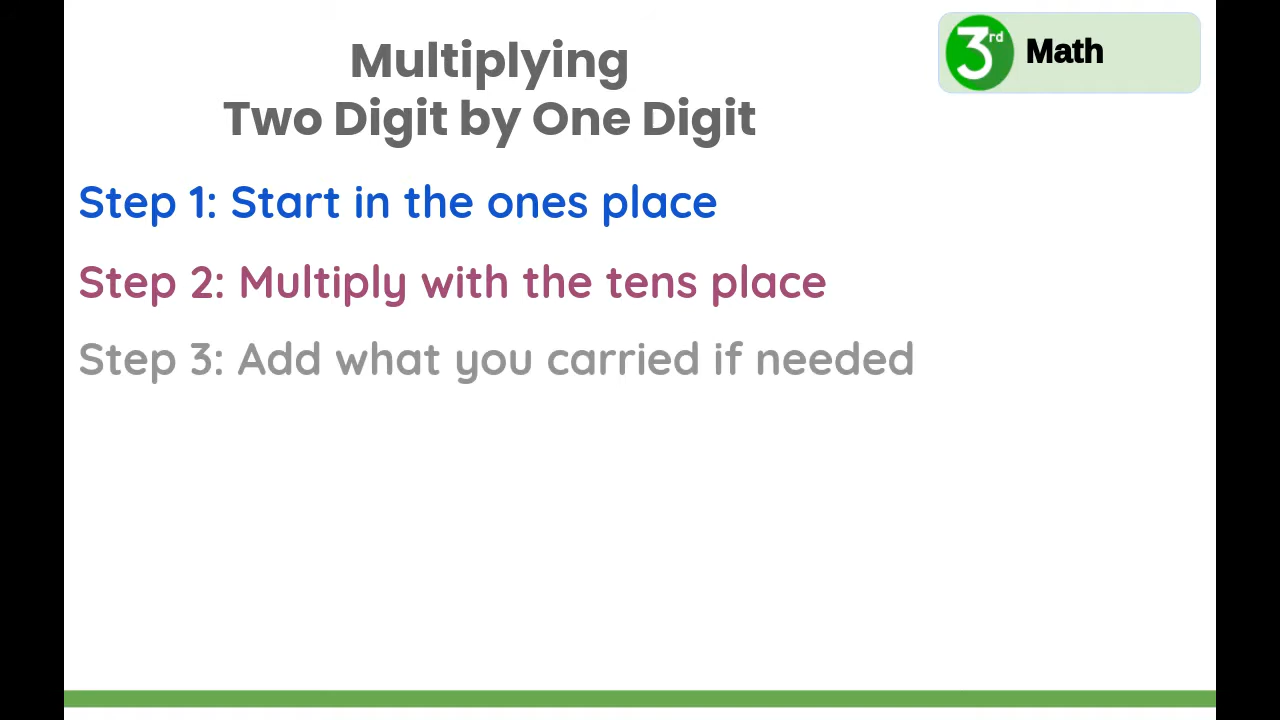 Multiplying
Two Digit by One Digit
3rd Math
Step 1: Start in the ones place
Step 2: Multiply with the tens place
Step 3: Add what you carried if needed